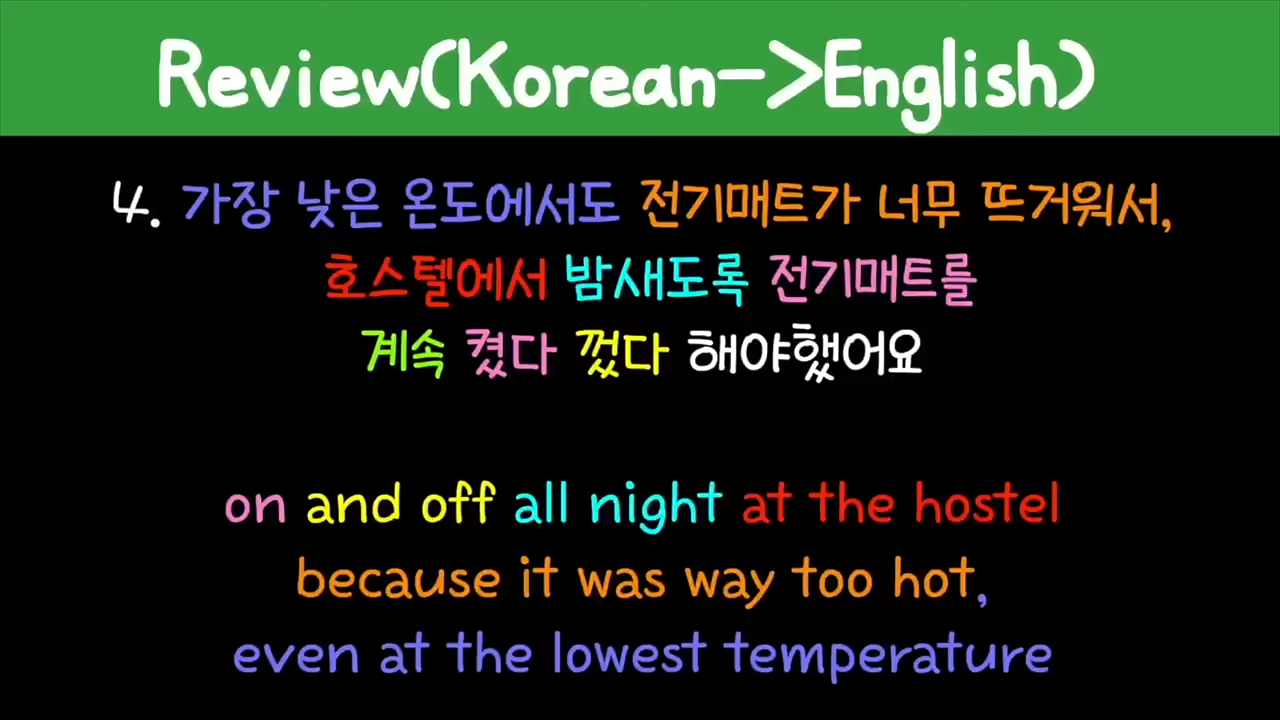 Review(Korean->English)
4. 가장 낮은 온도에서도 전기매트가 너무 뜨거워서,
호스텔에서 밤새도록 전기매트를
계속 켰다 껐다 해야했어요
on and off all night at the hostel
because it was way too hot,
even at the lowest temperature